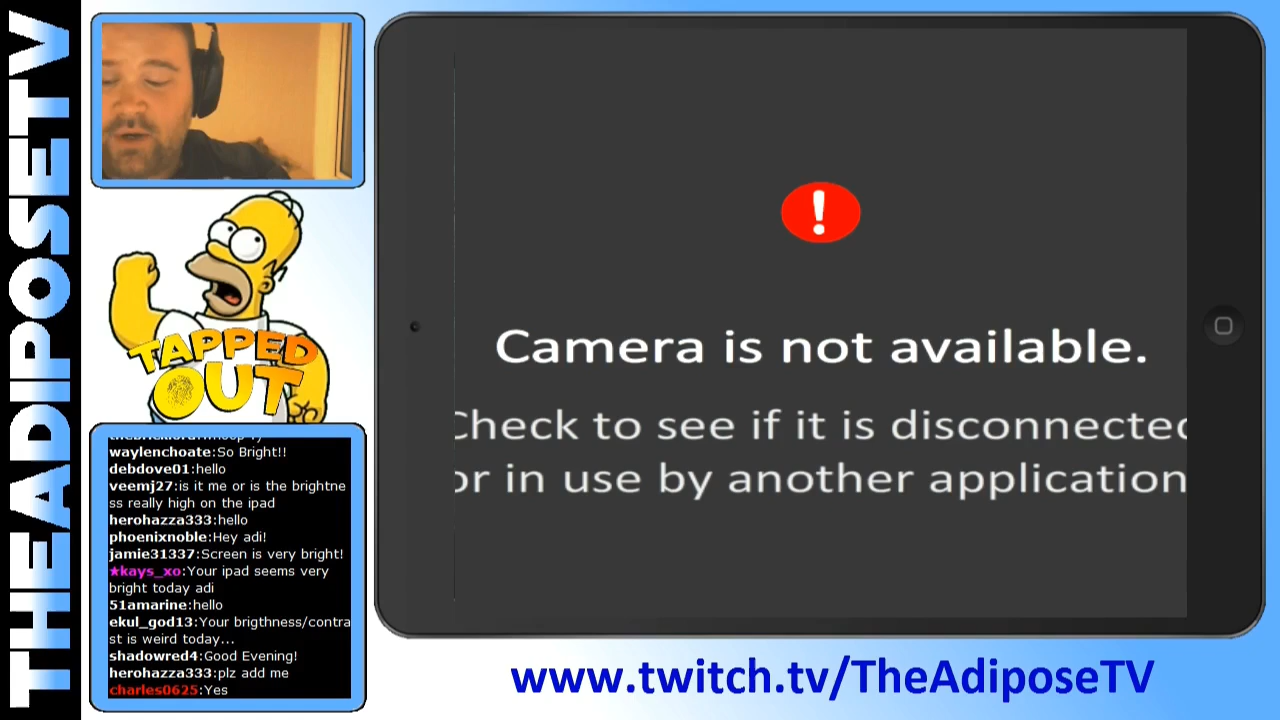 THEADIPOSETV
TAPPED
OUT
waylenchoate:So Bright!!
debdove01:hello
veemj27:is it me or is the brightne
ss really high on the ipad
herohazza333:hello
phoenixnoble:Hey adi!
jamie31337:Screen is very bright!
★kays_xo:Your ipad seems very
bright today adi
51amarine:hello
ekul_god13:Your brigthness/contra
st is weird today...
shadowred4:Good Evening!
herohazza333:plz add me
charles0625:Yes
!
Camera is not available.
Check to see if it is disconnected
or in use by another application
www.twitch.tv/TheAdiposeTV